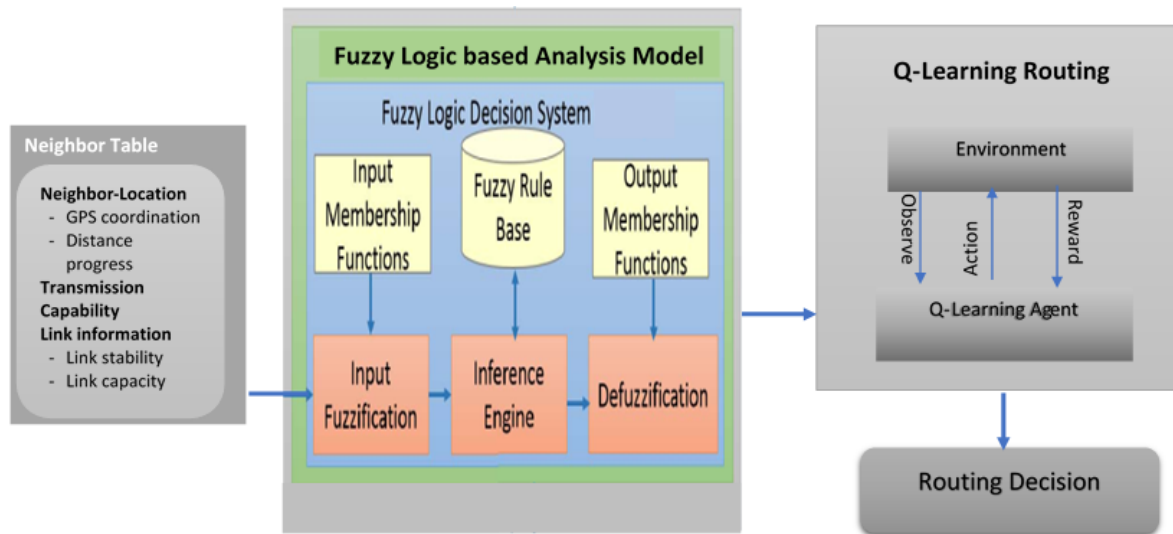 Neighbor Table
Neighbor-Location
- GPS coordination
- Distance
progress
Transmission
Capability
Link information
- Link stability
- Link capacity
Fuzzy Logic based Analysis Model
Fuzzy Logic Decision System
Input
Membership
Functions
Fuzzy Rule
Base
Output
Membership
Functions
Input
Fuzzification
Inference
Engine
Defuzzification
Q-Learning Routing
Environment
Observe
Action
Reward
Q-Learning Agent
Routing Decision